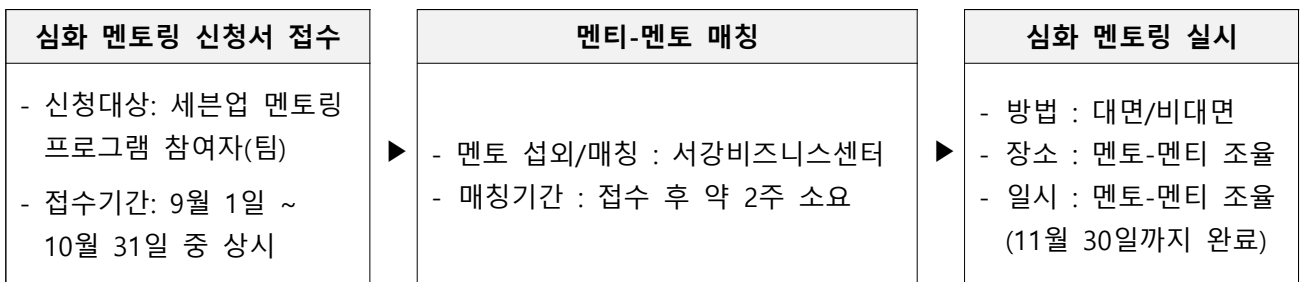 심화 멘토링 신청서 접수
- 신청대상: 세븐업 멘토링
프로그램 참여자(팀)
- 접수기간: 9월 1일 ~
10월 31일 중 상시
▶
멘티-멘토 매칭
- 멘토 섭외/매칭 : 서강비즈니스센터
- 매칭기간 : 접수 후 약 2주 소요
▶
심화 멘토링 실시
- 방법 : 대면/비대면
- 장소 : 멘토-멘티 조율
- 일시 : 멘토-멘티 조율
(11월 30일까지 완료)